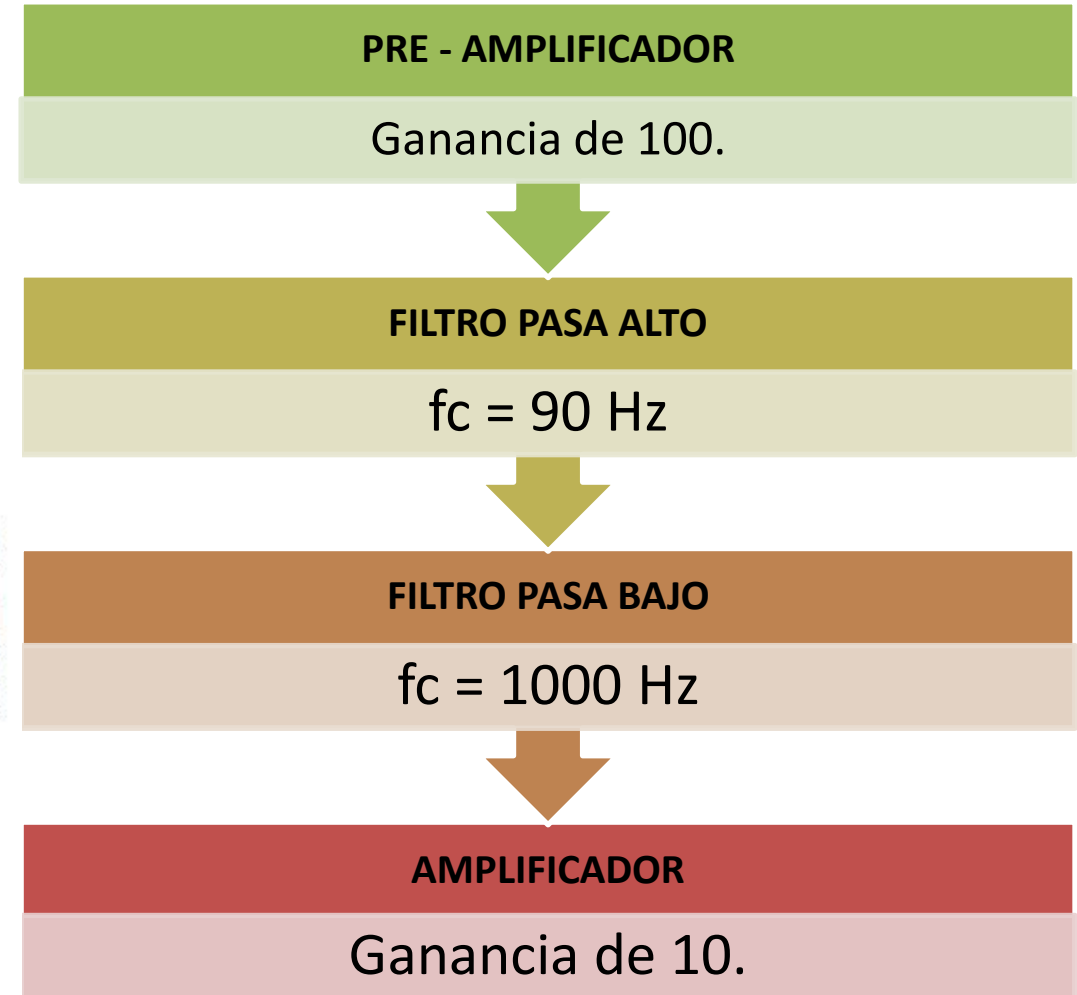 PRE - AMPLIFICADOR
Ganancia de 100.
FILTRO PASA ALTO
fc = 90 Hz
FILTRO PASA BAJO
fc = 1000 Hz
AMPLIFICADOR
Ganancia de 10.